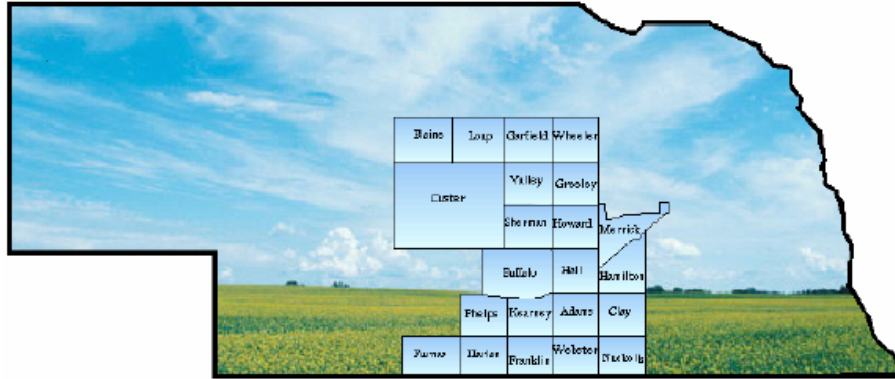 Blaine Loup Garfield Wheeler
Custer Valley Greeley
Sherman Howard
Merrick
Buffalo Hall Hamilton
Phelps Kearney Adams Clay
Furnas Harlan Franklin Webster Nuckolls